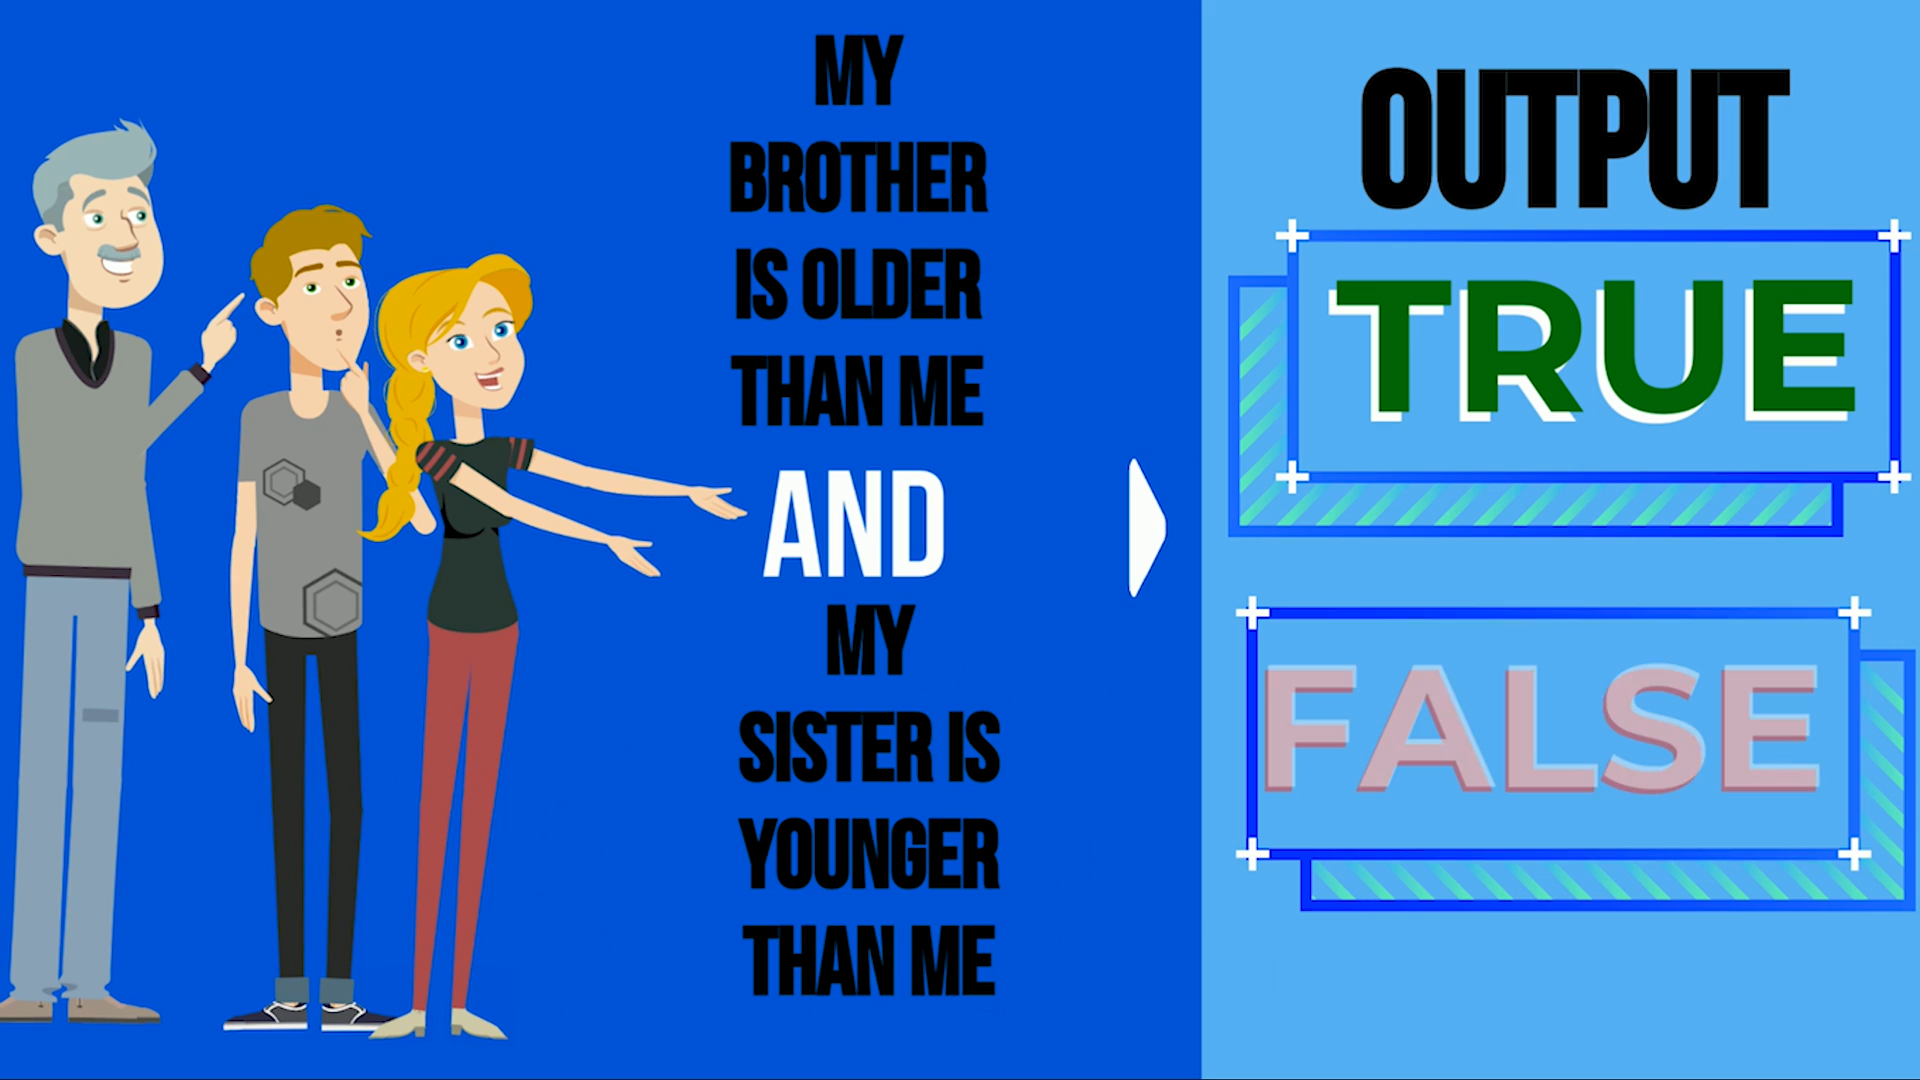 MY
BROTHER
IS OLDER
THAN ME
AND
MY
SISTER IS
YOUNGER
THAN ME
OUTPUT
TRUE
FALSE